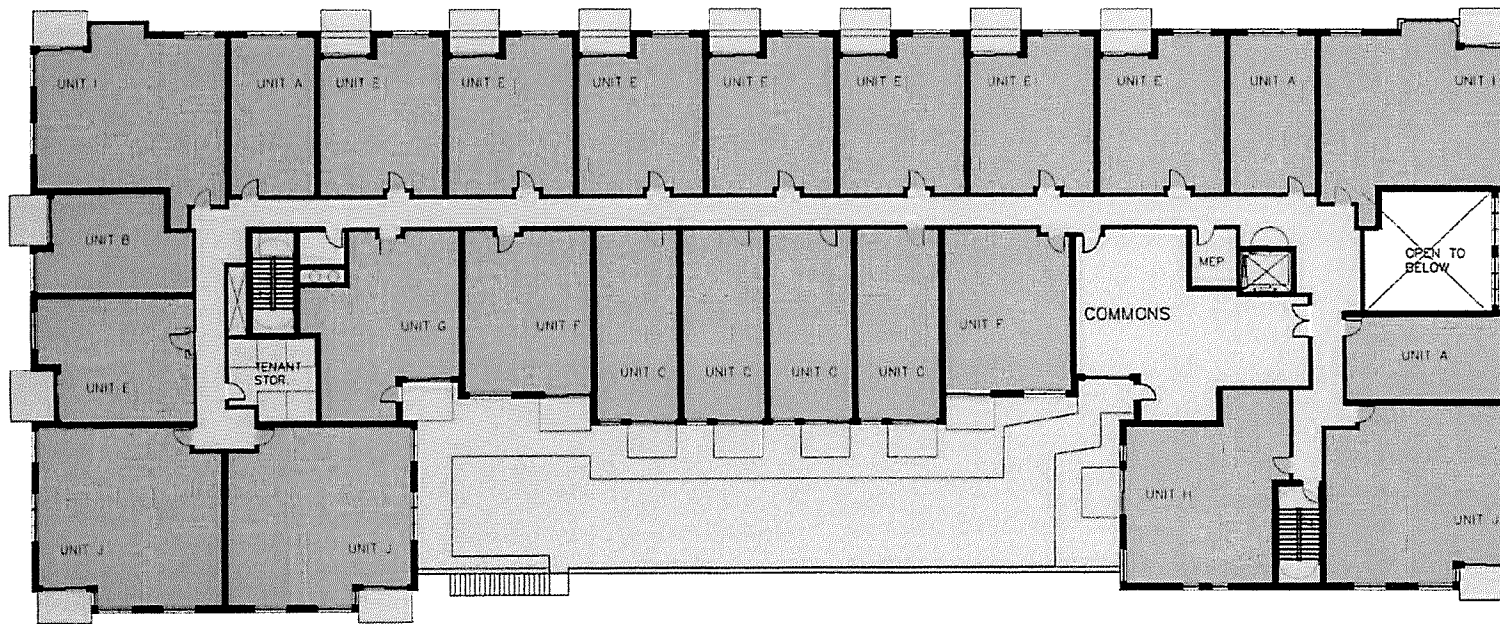 UNIT I
UNIT A
UNIT E
UNIT E
UNIT E
UNIT E
UNIT E
UNIT E
UNIT A
UNIT I
UNIT B
MEP
OPEN TO
BELOW
COMMONS
UNIT G
UNIT F
UNIT F
UNIT A
TENANT
STOR.
UNIT C
UNIT C
UNIT C
UNIT C
UNIT E
UNIT H
UNIT J
UNIT J
UNIT J